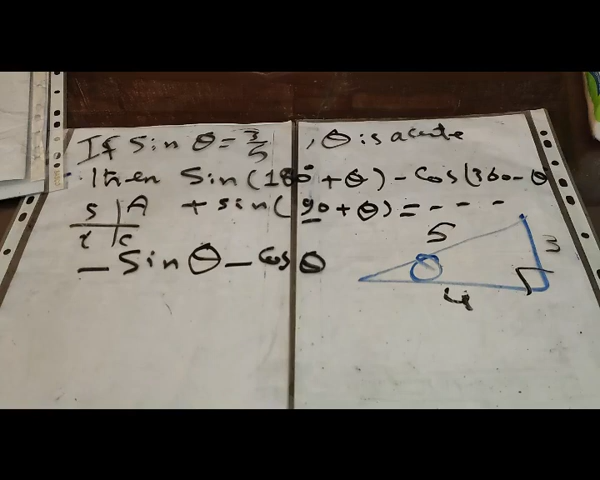 If Sin θ = 3/5 , θ is acute
. Then Sin(180° + θ) - Cos(360 - θ
S A + sin(90 + θ) = - - - -
t C
- Sin θ - Cos θ
5
3
θ
4